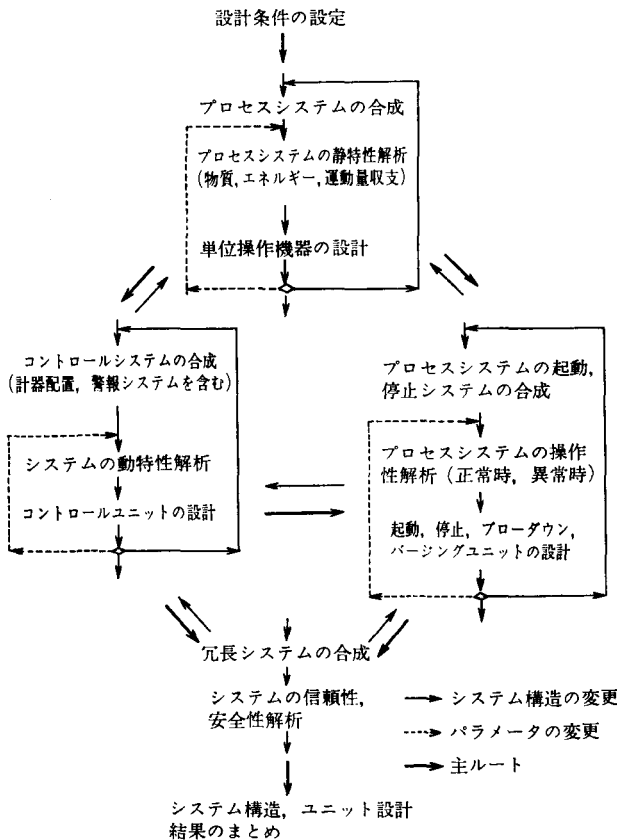 設計条件の設定
プロセスシステムの合成
プロセスシステムの静特性解析
(物質,エネルギー,運動量収支)
単位操作機器の設計
コントロールシステムの合成
(計器配置,警報システムを含む)
システムの動特性解析
コントロールユニットの設計
プロセスシステムの起動,
停止システムの合成
プロセスシステムの操作
性解析(正常時,異常時)
起動,停止,ブローダウン,
パージングユニットの設計
冗長システムの合成
システムの信頼性,
安全性解析
システム構造,ユニット設計
結果のまとめ
システム構造の変更
パラメータの変更
主ルート